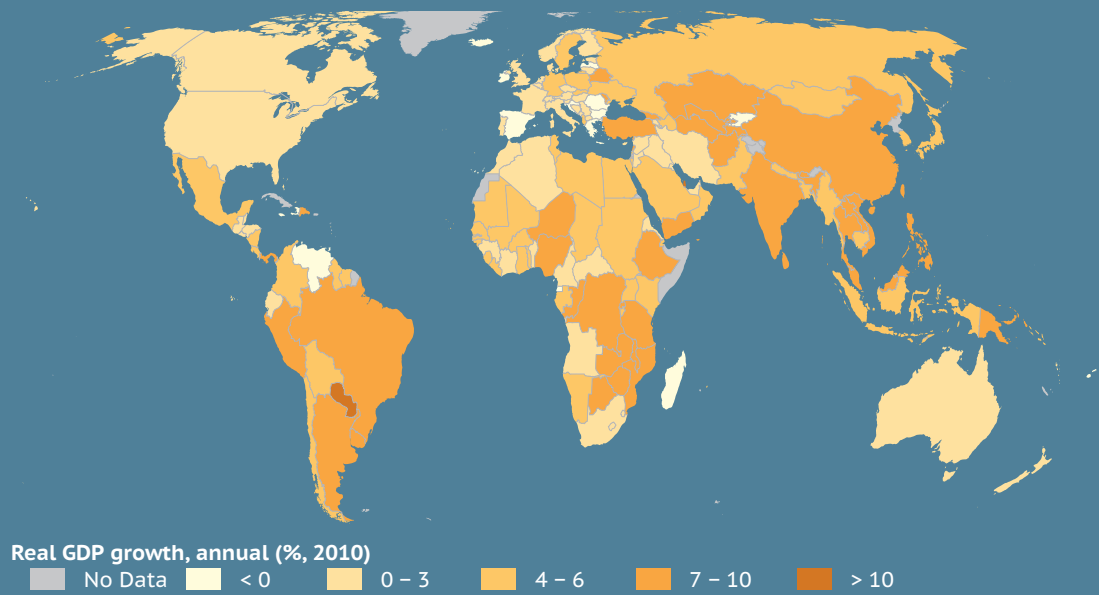 Real GDP growth, annual (%, 2010)
No Data < 0 0 – 3 4 – 6 7 – 10 > 10